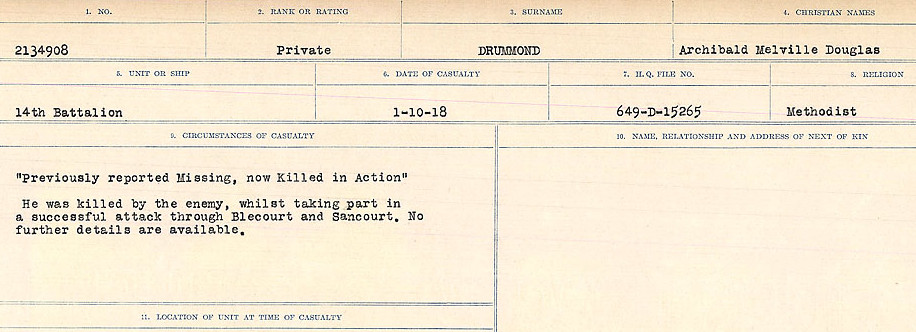 1. NO.
2. RANK OR RATING
3. SURNAME
4. CHRISTIAN NAMES
2134908
Private
DRUMMOND
Archibald Melville Douglas
5. UNIT OR SHIP
6. DATE OF CASUALTY
7. H.Q. FILE NO.
8. RELIGION
14th Battalion
1-10-18
649-D-15265
Methodist
9. CIRCUMSTANCES OF CASUALTY
10. NAME, RELATIONSHIP AND ADDRESS OF NEXT OF KIN
"Previously reported Missing, now Killed in Action"
He was killed by the enemy, whilst taking part in
a successful attack through Blecourt and Sancourt. No
further details are available.
11. LOCATION OF UNIT AT TIME OF CASUALTY